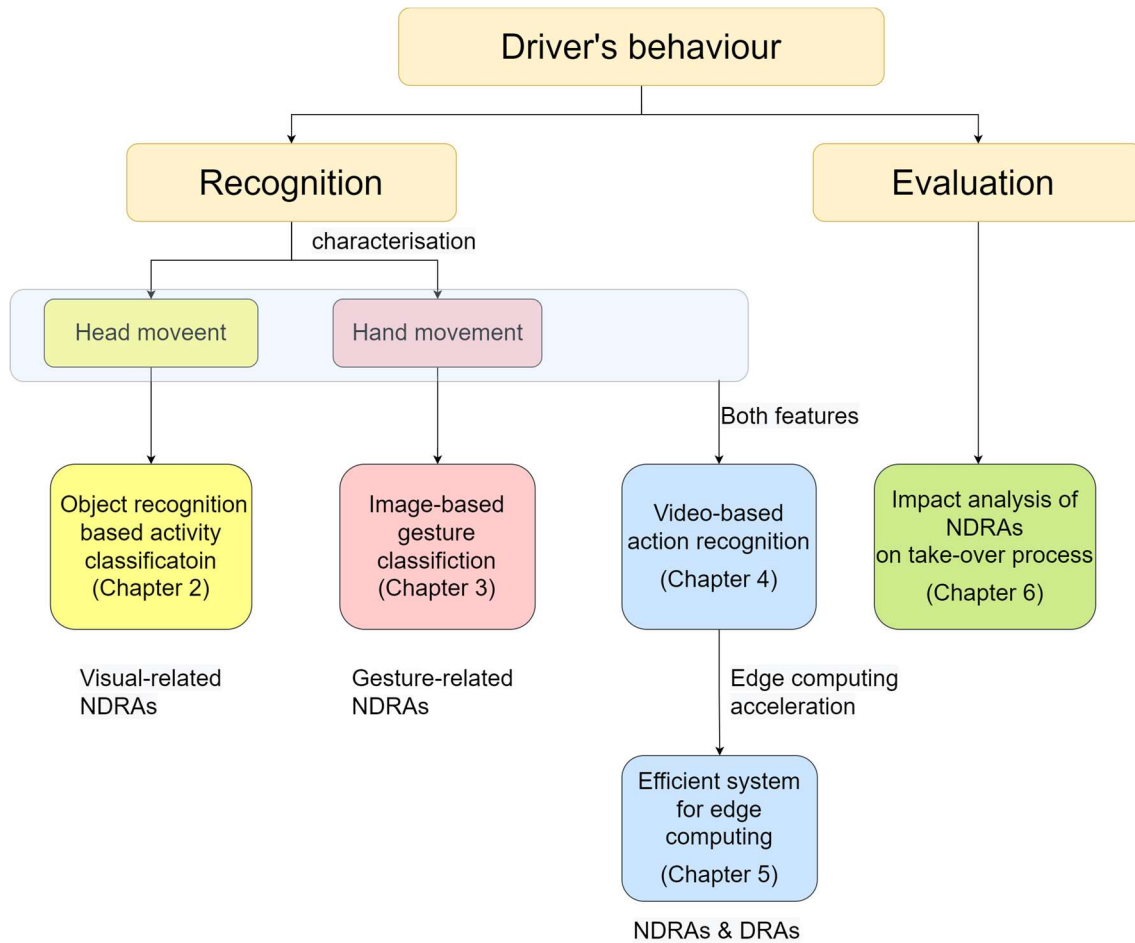 Driver's behaviour
Recognition
Evaluation
characterisation
Head moveent
Hand movement
Both features
Object recognition
based activity
classificatoin
(Chapter 2)
Image-based
gesture
classifiction
(Chapter 3)
Video-based
action recognition
(Chapter 4)
Impact analysis of
NDRAs
on take-over process
(Chapter 6)
Visual-related
NDRAs
Gesture-related
NDRAs
Edge computing
acceleration
Efficient system
for edge
computing
(Chapter 5)
NDRAs & DRAs